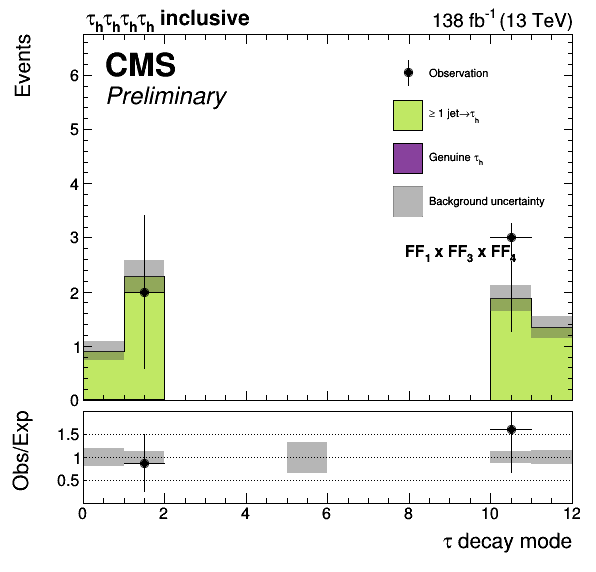 τₕτₕτₕτₕ inclusive 138 fb⁻¹ (13 TeV)
Events
CMS
Preliminary
Observation
≥ 1 jet→τₕ
Genuine τₕ
Background uncertainty
FF₁ x FF₃ x FF₄
6
5
4
3
2
1
0
Obs/Exp
1.5
1
0.5
0 2 4 6 8 10 12
τ decay mode